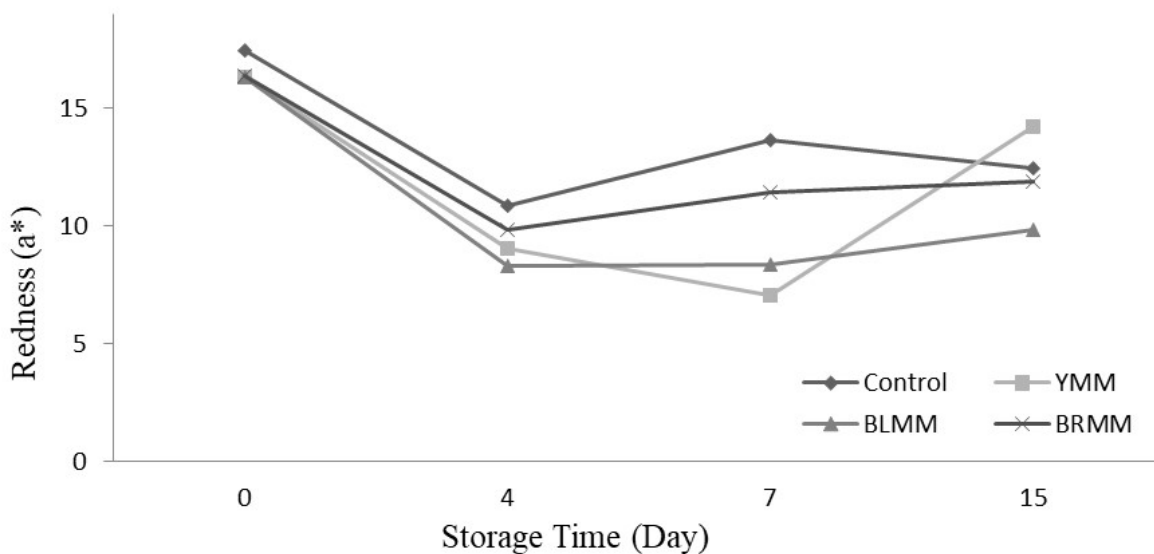 15
10
5
0
Redness (a*)
Control YMM
BLMM BRMM
0 4 7 15
Storage Time (Day)